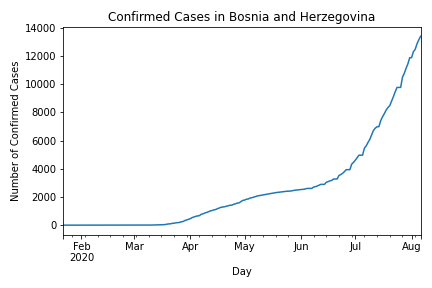 Confirmed Cases in Bosnia and Herzegovina
Number of Confirmed Cases
14000
12000
10000
8000
6000
4000
2000
0
Feb Mar Apr May Jun Jul Aug
2020
Day